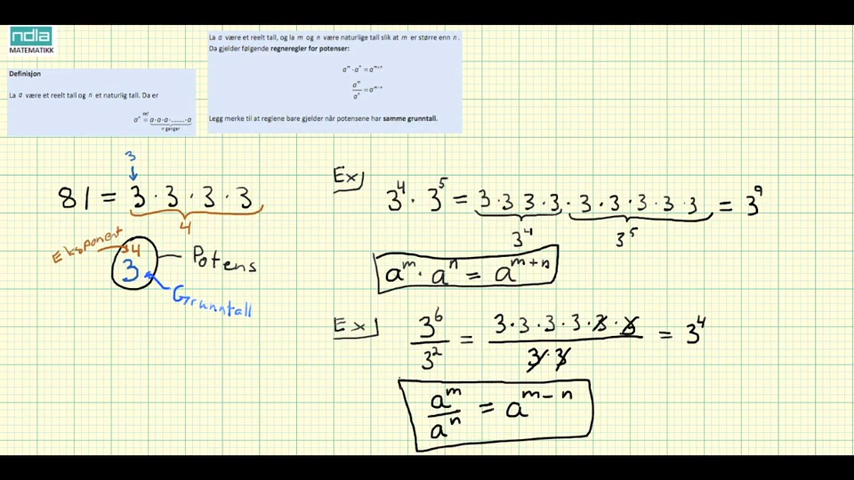 ndla
MATEMATIKK
Definisjon
La a være et reelt tall og n et naturlig tall. Da er
aⁿ def= a·a·a·.......·a
n ganger
La a være et reelt tall, og la m og n være naturlige tall slik at m er større enn n.
Da gjelder følgende regneregler for potenser:
aᵐ · aⁿ = aᵐ⁺ⁿ
aᵐ/aⁿ = aᵐ⁻ⁿ
Legg merke til at reglene bare gjelder når potensene har samme grunntall.
3
81 = 3 · 3 · 3 · 3
4
Eksponent
3⁴
Potens
Grunntall
Ex)
3⁴ · 3⁵ = 3 · 3 3 · 3 · 3 · 3 · 3 · 3 · 3 = 3⁹
3⁴ 3⁵
aᵐ · aⁿ = aᵐ⁺ⁿ
Ex)
3⁶/3² = 3 · 3 · 3 · 3 · 3 · 3/3 · 3 = 3⁴
aᵐ/aⁿ = aᵐ⁻ⁿ